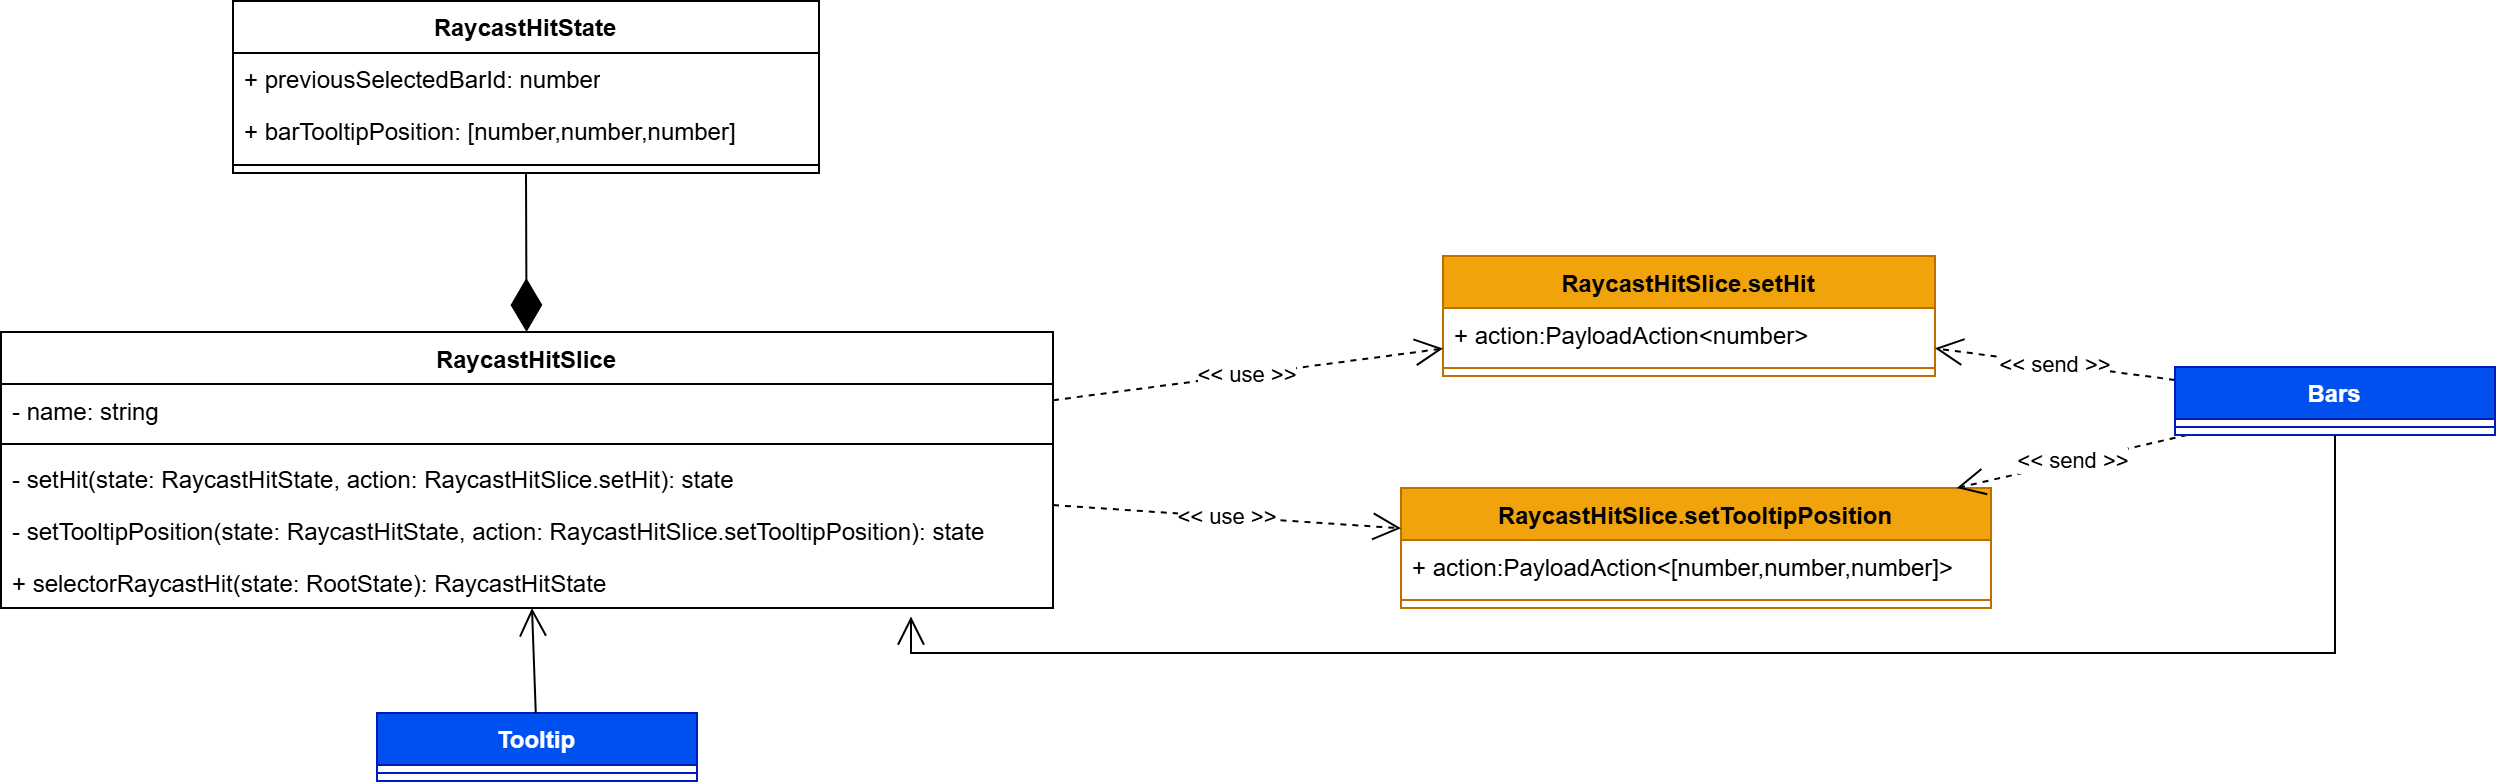 RaycastHitState
+ previousSelectedBarId: number
+ barTooltipPosition: [number,number,number]
RaycastHitSlice
- name: string
- setHit(state: RaycastHitState, action: RaycastHitSlice.setHit): state
- setTooltipPosition(state: RaycastHitState, action: RaycastHitSlice.setTooltipPosition): state
+ selectorRaycastHit(state: RootState): RaycastHitState
<< use >>
<< use >>
RaycastHitSlice.setHit
+ action:PayloadAction<number>
<< send >>
Bars
<< send >>
RaycastHitSlice.setTooltipPosition
+ action:PayloadAction<[number,number,number]>
Tooltip